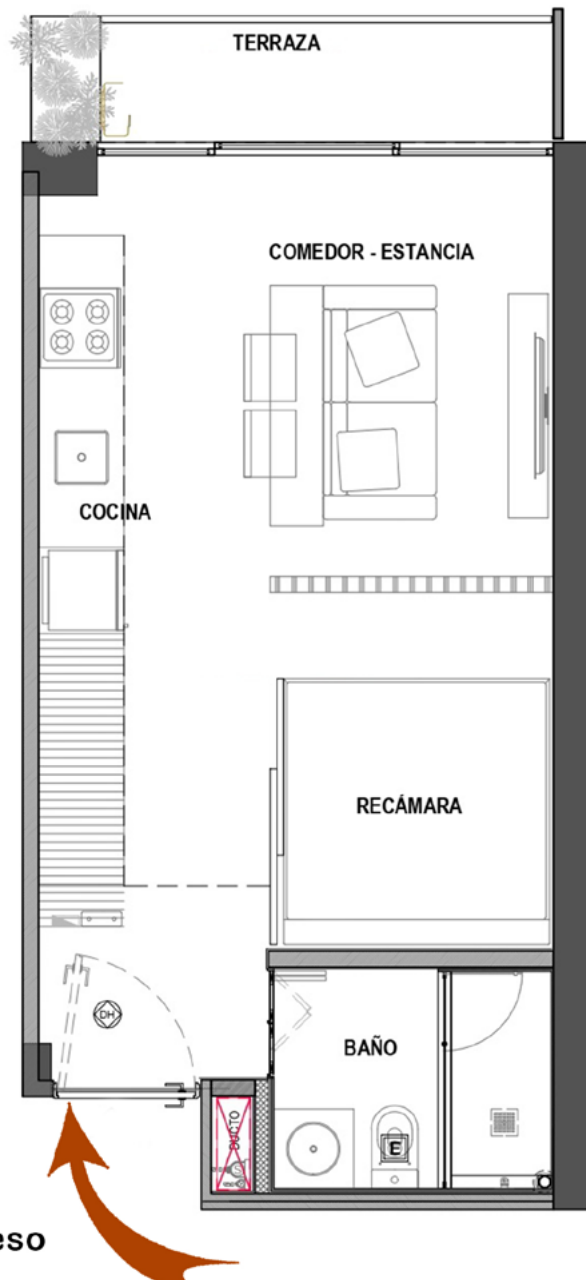 TERRAZA
COMEDOR - ESTANCIA
COCINA
RECÁMARA
DH
BAÑO
DUCTO
E
eso